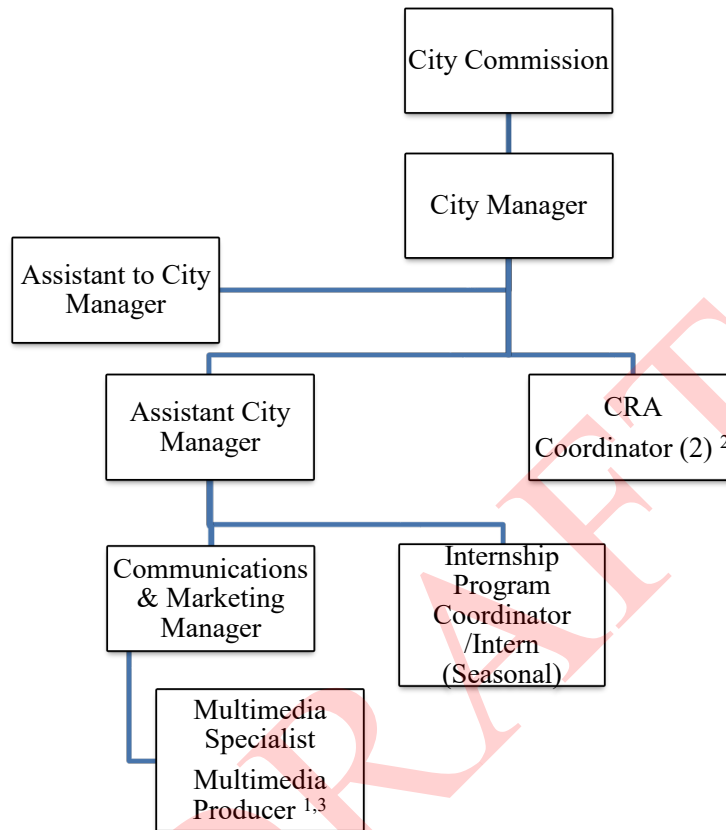 City Commission
City Manager
Assistant to City
Manager
Assistant City
Manager
CRA
Coordinator (2) ²
Communications
& Marketing
Manager
Internship
Program
Coordinator
/Intern
(Seasonal)
Multimedia
Specialist
Multimedia
Producer ¹,³
DRAFT